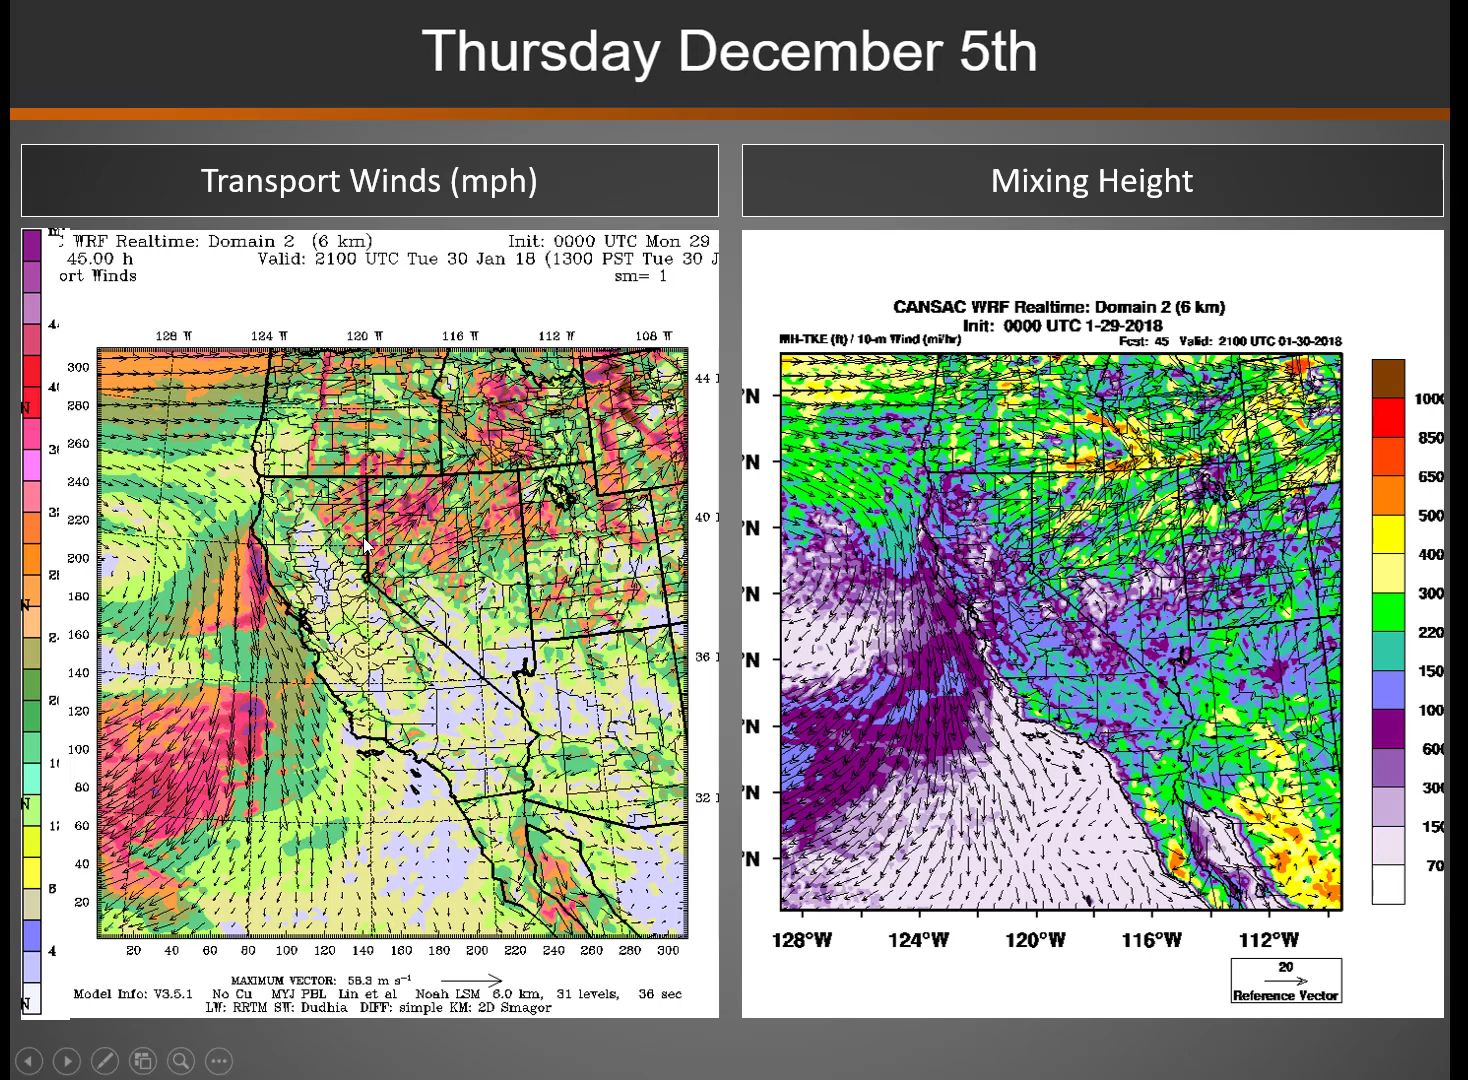 Thursday December 5th
Transport Winds (mph)
WRF Realtime: Domain 2 (6 km) Init: 0000 UTC Mon 29
45.00 h Valid: 2100 UTC Tue 30 Jan 18 (1300 PST Tue 30 J
ort Winds sm= 1
128 W 124 W 120 W 116 W 112 W 108 W
300
280
260
240
220
200
180
160
140
120
100
80
60
40
20
44
40
36
32
20 40 60 80 100 120 140 160 180 200 220 240 260 280 300
MAXIMUM VECTOR: 58.3 m s⁻¹
Model Info: V3.5.1 No Cu MYJ PBL Lin et al Noah LSM 6.0 km, 31 levels, 36 sec
LW: RRTM SW: Dudhia DIFF: simple KM: 2D Smagor
Mixing Height
CANSAC WRF Realtime: Domain 2 (6 km)
Init: 0000 UTC 1-29-2018
MH-TKE (ft) / 10-m Wind (mi/hr) Fcst: 45 Valid: 2100 UTC 01-30-2018
°N
°N
°N
°N
°N
°N
°N
°N
1000
850
650
500
400
300
220
150
100
600
300
150
70
128°W 124°W 120°W 116°W 112°W
20
Reference Vector